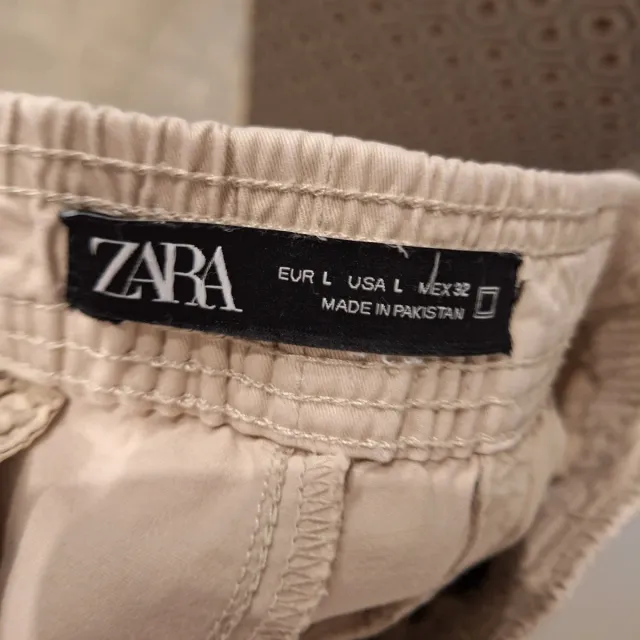 ZARA
EUR L USA L MEX 32
MADE IN PAKISTAN